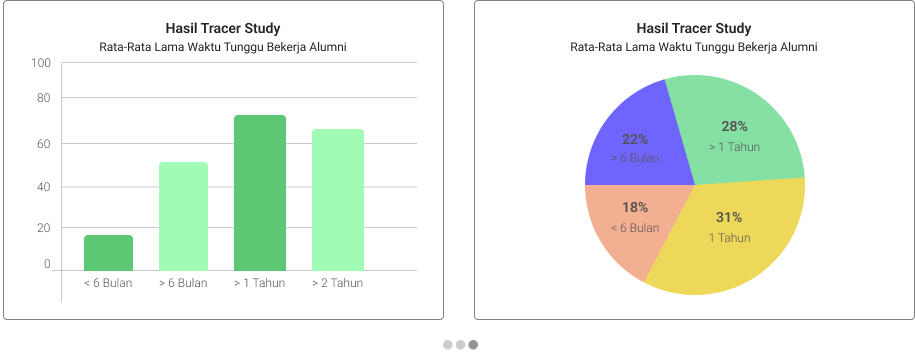 Hasil Tracer Study
Rata-Rata Lama Waktu Tunggu Bekerja Alumni
100
80
60
40
20
0
< 6 Bulan
> 6 Bulan
> 1 Tahun
> 2 Tahun
Hasil Tracer Study
Rata-Rata Lama Waktu Tunggu Bekerja Alumni
28%
> 1 Tahun
22%
> 6 Bulan
18%
< 6 Bulan
31%
1 Tahun